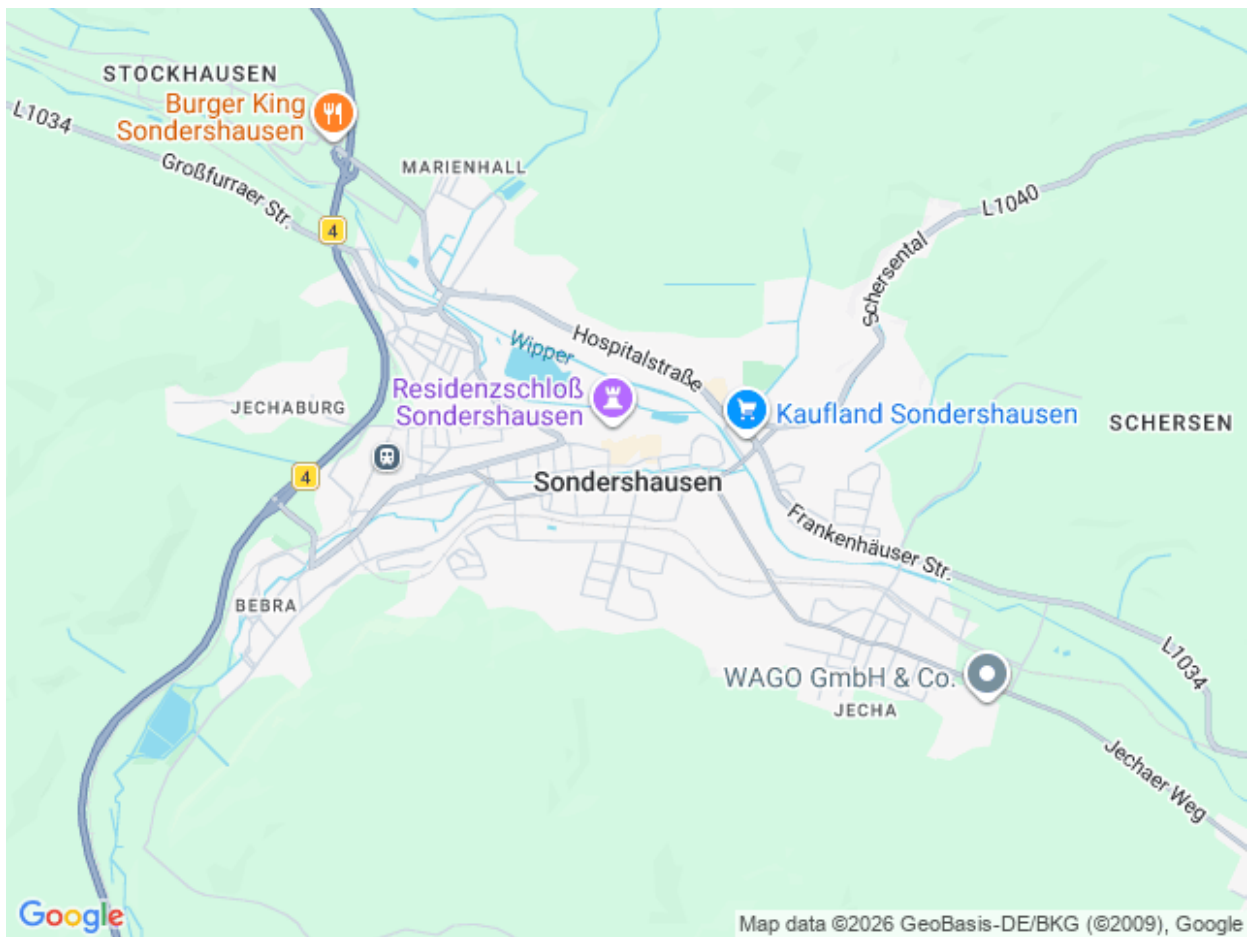 STOCKHAUSEN
Burger King
Sondershausen
L1034
Großfurraer Str.
MARIENHALL
4
L1040
Schersental
Wipper
Hospitalstraße
Residenzschloß
Sondershausen
JECHABURG
Kaufland Sondershausen
SCHERSEN
4
Sondershausen
Frankenhäuser Str.
BEBRA
L1034
WAGO GmbH & Co.
JECHA
Jechaer Weg
Google
Map data ©2026 GeoBasis-DE/BKG (©2009), Google